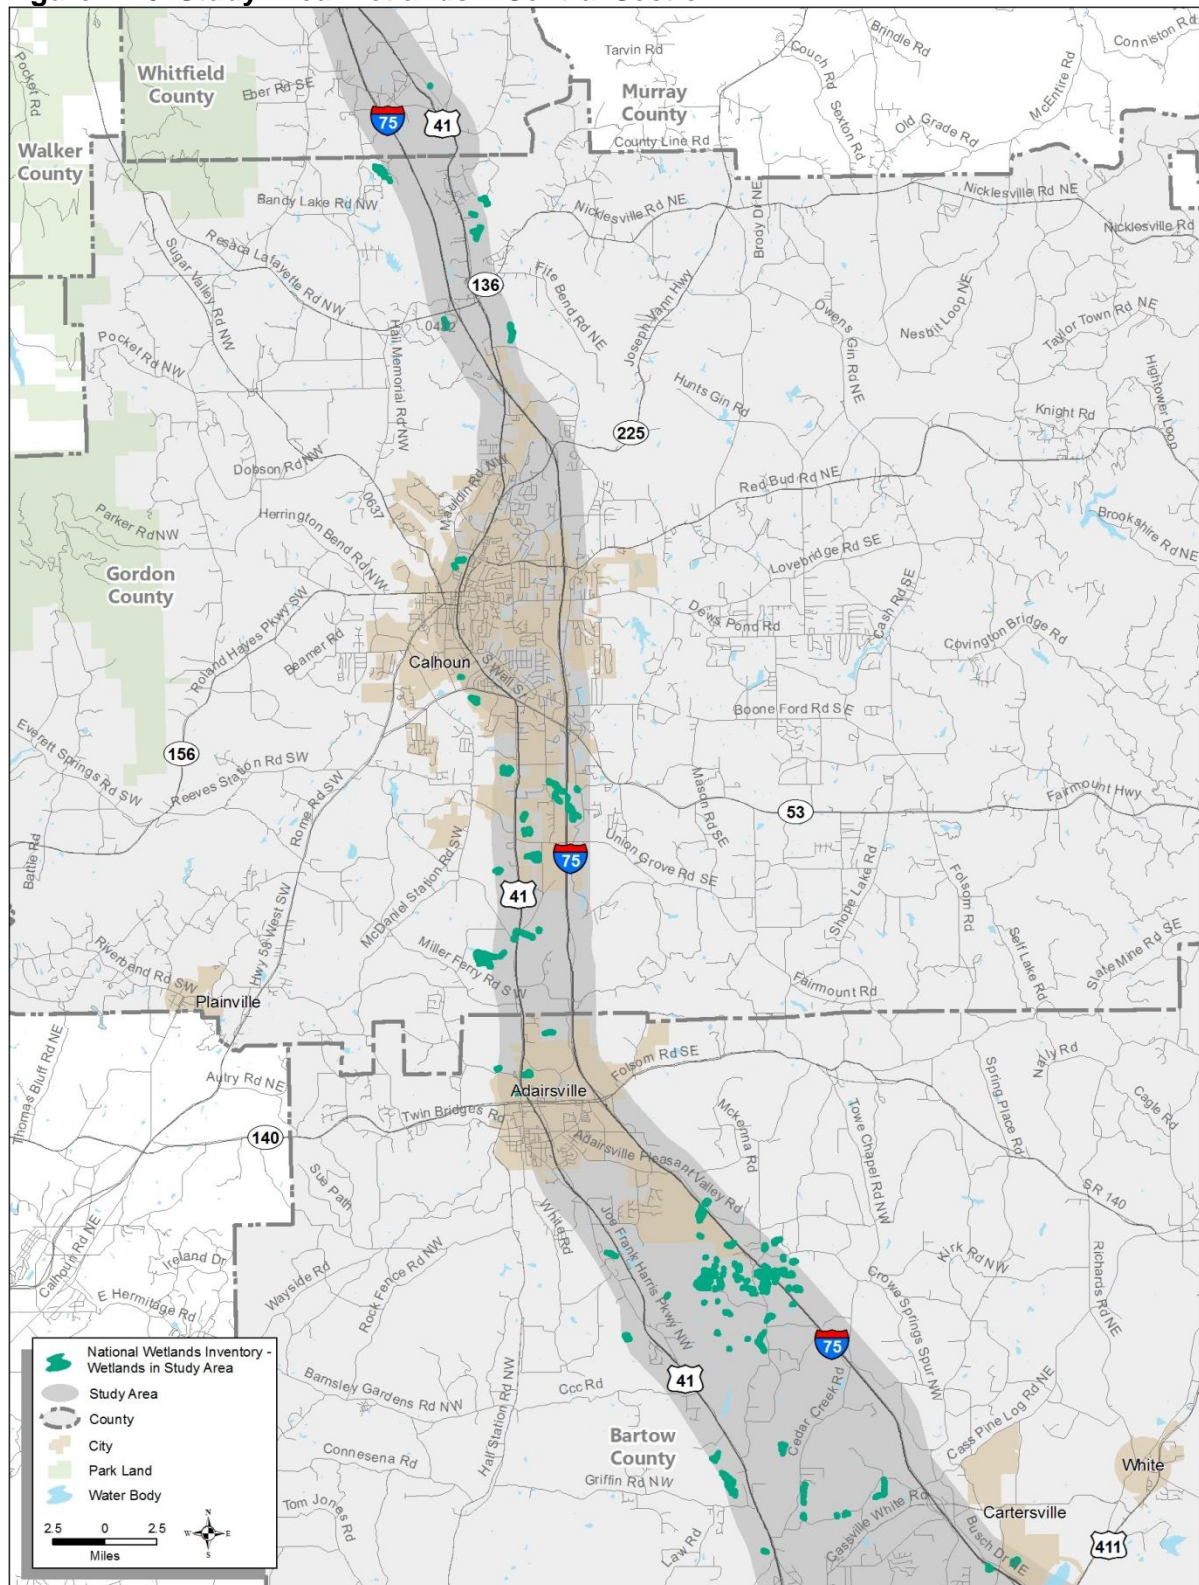 Whitfield
County
Pocket Rd
Eber Rd SE
Tarvin Rd
Couch Rd
Brindle Rd
Conniston Rd
McEntire Rd
Sexton Rd
Old Grade Rd
75
41
Murray
County
County Line Rd
Walker
County
Bandy Lake Rd NW
Nicklesville Rd NE
Brody Dr NE
Nicklesville Rd NE
Nicklesville Rd
Sugar Valley Rd NW
Resaca Lafayette Rd NW
136
Fite Bend Rd NE
Joseph Vann Hwy
Owens Gin Rd NE
Nesbit Loop NE
Taylor Town Rd NE
Pocket Rd NW
Hall Memorial Rd NW
Hunts Gin Rd
Hightower Loop
Knight Rd
225
Dobson Rd NW
0637
Mauldin Rd NW
Red Bud Rd NE
Parker Rd NW
Herrington Bend Rd NW
Brookshire Rd NE
Lovebridge Rd SE
Gordon
County
Roland Hayes Pkwy SW
Beamer Rd
Dews Pond Rd
Cash Rd SE
Covington Bridge Rd
Calhoun
S Wall St
Boone Ford Rd SE
156
Everett Springs Rd SW
Reeves Station Rd SW
Rome Rd SW
Mason Rd SE
Fairmount Hwy
53
Battle Rd
McDaniel Station Rd SW
75
Union Grove Rd SE
Shope Lake Rd
Folsom Rd
41
Hwy 53 West SW
Miller Ferry Rd SW
Self Lake Rd
Slate Mine Rd SE
Riverbend Rd SW
Plainville
Fairmount Rd
Thomas Bluff Rd NE
Autry Rd NE
Folsom Rd SE
Nally Rd
Adairsville
Spring Place Rd
Cagle Rd
Twin Bridges Rd
Mckenna Rd
Towe Chapel Rd NW
140
Adairsville Pleasant Valley Rd
SR 140
Sue Path
White Rd
Joe Frank Harris Pkwy NW
Calhoun Rd NE
Ireland Dr
Wayside Rd
Rock Fence Rd NW
Kirk Rd NW
Richards Rd NE
E Hermitage Rd
Crowe Springs Spur NW
75
Barnsley Gardens Rd NW
Hall Station Rd NW
Ccc Rd
41
Cedar Creek Rd
Cass Pine Log Rd NE
Connesena Rd
Bartow
County
White
Griffin Rd NW
Tom Jones Rd
Law Rd
Cassville White Rd
Cartersville
Busch Dr NE
411
National Wetlands Inventory -
Wetlands in Study Area
Study Area
County
City
Park Land
Water Body
2.5 0 2.5
Miles
N
W E
S